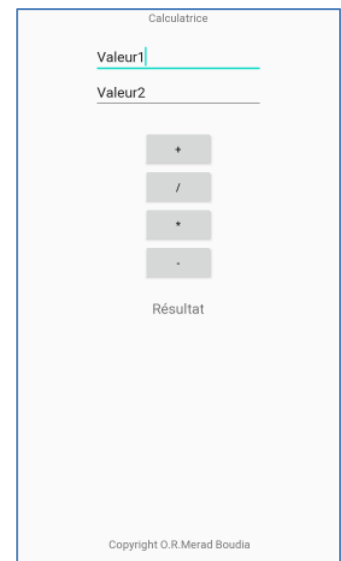 Calculatrice
Valeur1
Valeur2
+
/
*
-
Résultat
Copyright O.R.Merad Boudia